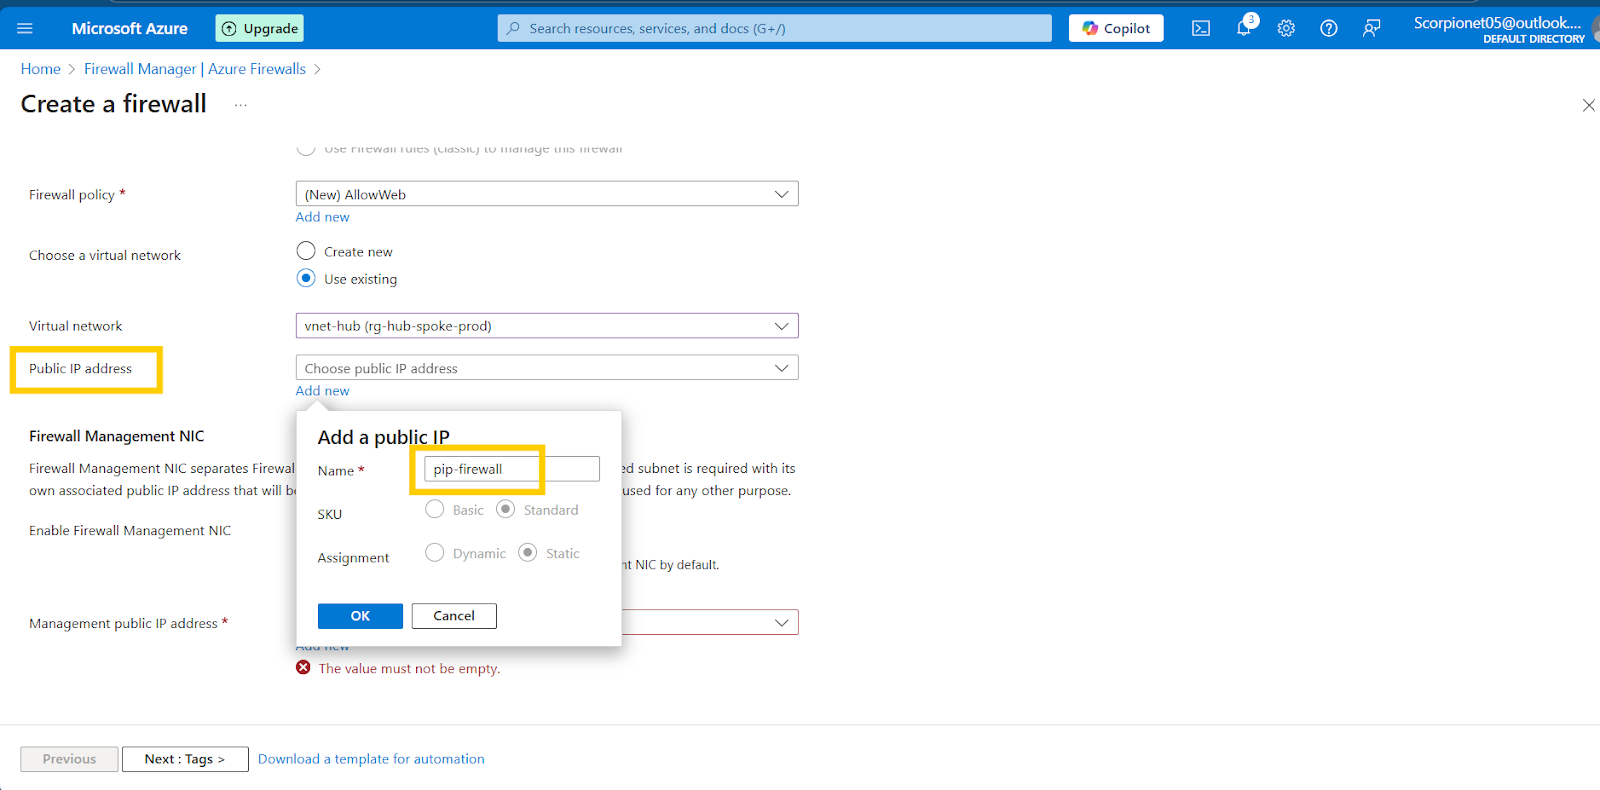 Microsoft Azure
Upgrade
Search resources, services, and docs (G+/)
Copilot
3
Scorpionet05@outlook....
DEFAULT DIRECTORY
Home > Firewall Manager | Azure Firewalls >
Create a firewall ...
Use Firewall rules (classic) to manage this firewall
Firewall policy *
(New) AllowWeb
Add new
Choose a virtual network
Create new
Use existing
Virtual network
vnet-hub (rg-hub-spoke-prod)
Public IP address
Choose public IP address
Add new
Add a public IP
Name *
pip-firewall
SKU
Basic
Standard
Assignment
Dynamic
Static
OK
Cancel
Firewall Management NIC
Firewall Management NIC separates Firewal ed subnet is required with its
own associated public IP address that will be used for any other purpose.
Enable Firewall Management NIC
nt NIC by default.
Management public IP address *
Add new
The value must not be empty.
Previous
Next : Tags >
Download a template for automation